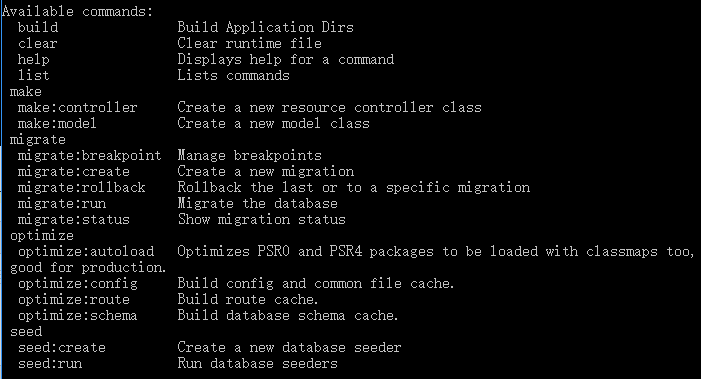 Available commands:
  build              Build Application Dirs
  clear              Clear runtime file
  help               Displays help for a command
  list               Lists commands
 make
  make:controller    Create a new resource controller class
  make:model         Create a new model class
 migrate
  migrate:breakpoint  Manage breakpoints
  migrate:create     Create a new migration
  migrate:rollback   Rollback the last or to a specific migration
  migrate:run        Migrate the database
  migrate:status     Show migration status
 optimize
  optimize:autoload  Optimizes PSR0 and PSR4 packages to be loaded with classmaps too,
good for production.
  optimize:config    Build config and common file cache.
  optimize:route     Build route cache.
  optimize:schema    Build database schema cache.
 seed
  seed:create        Create a new database seeder
  seed:run           Run database seeders